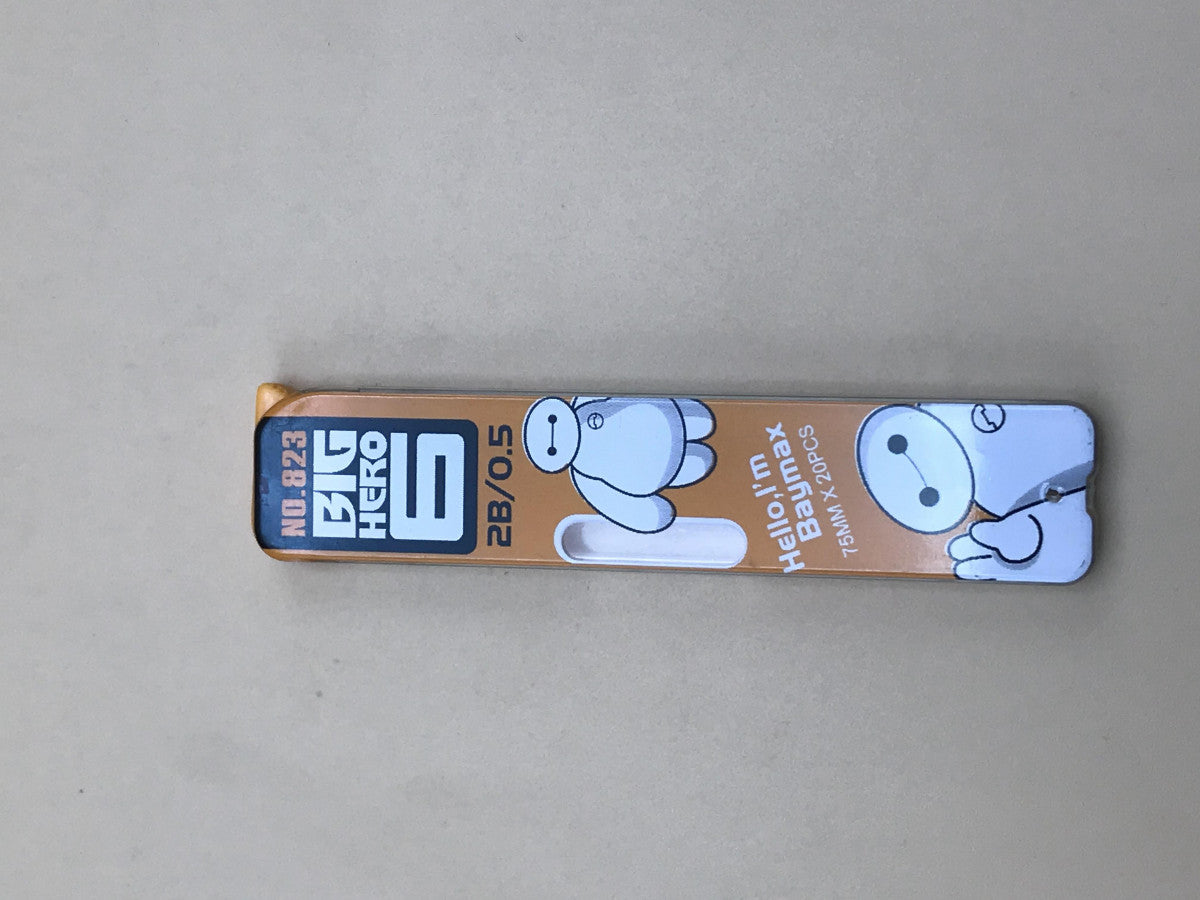 NO.823
BIG
HERO
6
2B/0.5
Hello,I'm
Baymax
75MM X 20PCS